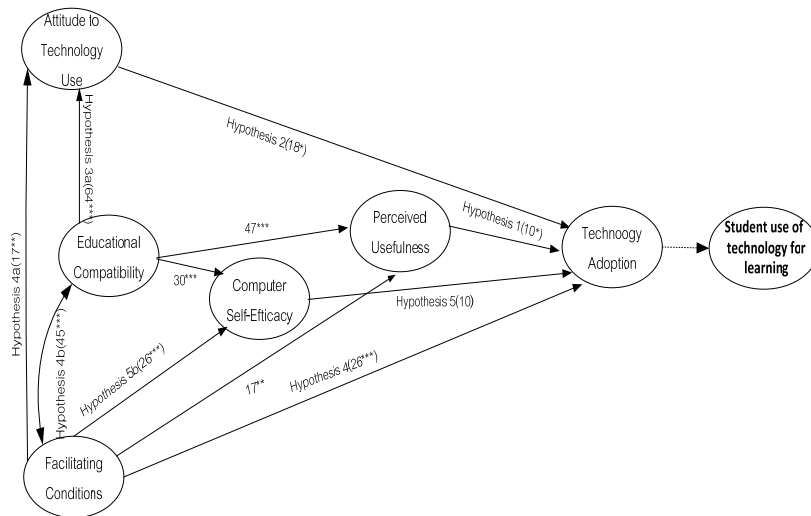 Attitude to
Technology
Use
Hypothesis 2(18*)
Hypothesis 3a(64***)
Hypothesis 4a(17**)
Educational
Compatibility
47***
30***
Perceived
Usefulness
Hypothesis 1(10*)
Technoogy
Adoption
Student use of
technology for
learning
Computer
Self-Efticacy
Hypothesis 5(10)
Hypothesis 4b(45***)
Hypothesis 5b(26***)
17**
Hypothesis 4(26***)
Facilitating
Conditions